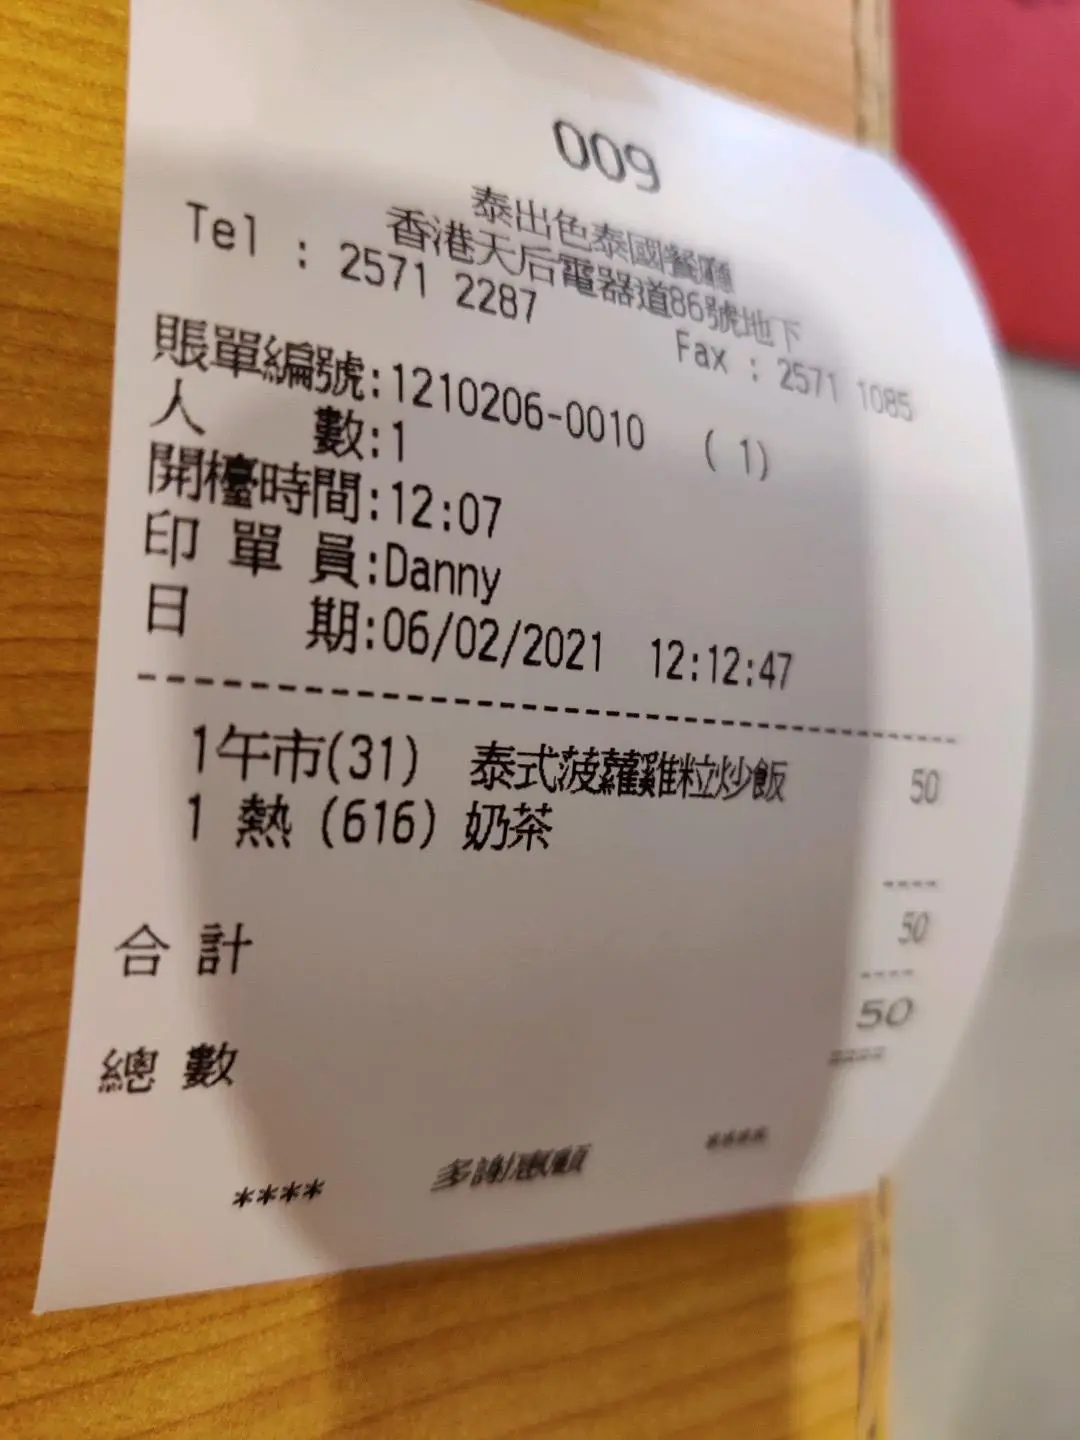 009
泰出色泰國餐廳
香港天后電器道86號地下
Tel : 2571 2287 Fax : 2571 1085
賬單編號:1210206-0010 ( 1)
人 數:1
開檯時間:12:07
印 單 員:Danny
日 期:06/02/2021 12:12:47
--------------------------------
1午市(31) 泰式菠蘿雞粒炒飯 50
1 熱 (616) 奶茶
----
合 計 50
----
總 數 50
====
**** 多謝惠顧 ****